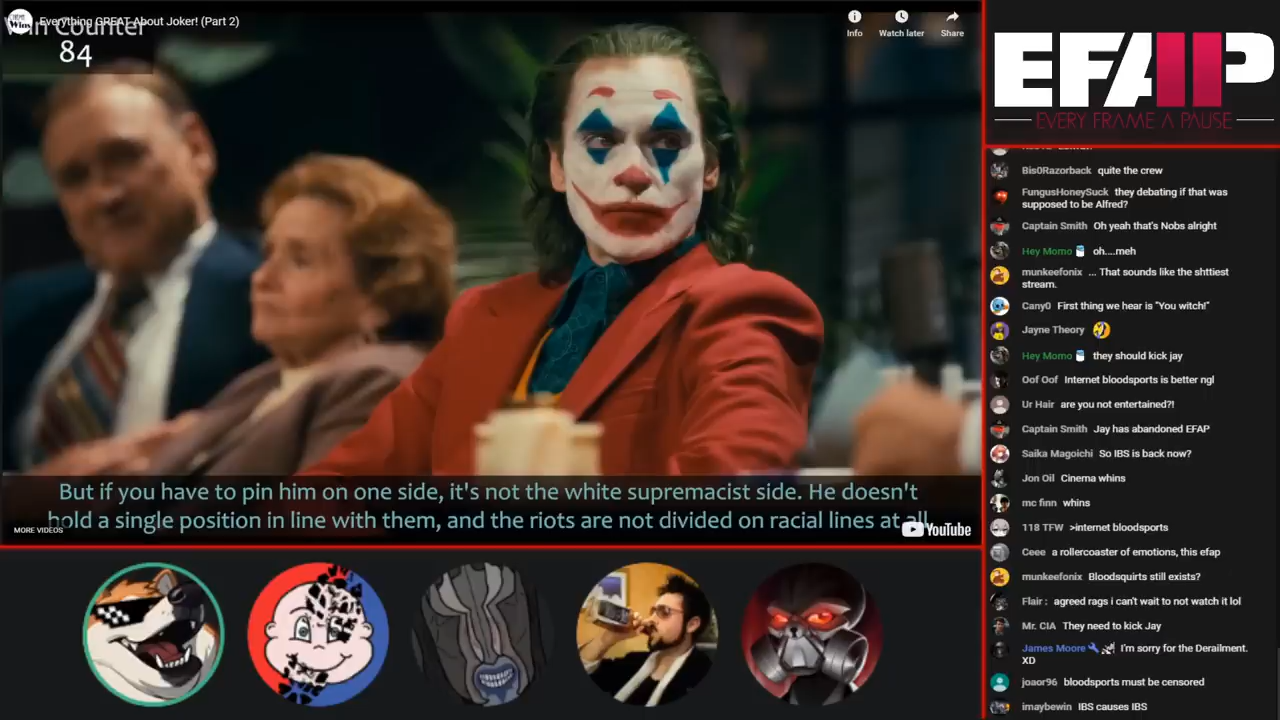 Everything GREAT About Joker! (Part 2)
Win Counter
84
Info
Watch later
Share
But if you have to pin him on one side, it's not the white supremacist side. He doesn't
hold a single position in line with them, and the riots are not divided on racial lines at all.
MORE VIDEOS
YouTube
EFAP
EVERY FRAME A PAUSE
Bis0Razorback quite the crew
FungusHoneySuck they debating if that was
supposed to be Alfred?
Captain Smith Oh yeah that's Nobs alright
Hey Momo oh....meh
munkeefonix ... That sounds like the shttiest
stream.
Cany0 First thing we hear is "You witch!"
Jayne Theory 🤣
Hey Momo they should kick jay
Oof Oof Internet bloodsports is better ngl
Ur Hair are you not entertained?!
Captain Smith Jay has abandoned EFAP
Saika Magoichi So IBS is back now?
Jon Oil Cinema whins
mc finn whins
118 TFW >internet bloodsports
Ceee a rollercoaster of emotions, this efap
munkeefonix Bloodsquirts still exists?
Flair : agreed rags i can't wait to not watch it lol
Mr. CIA They need to kick Jay
James Moore I'm sorry for the Derailment.
XD
joaor96 bloodsports must be censored
imaybewin IBS causes IBS